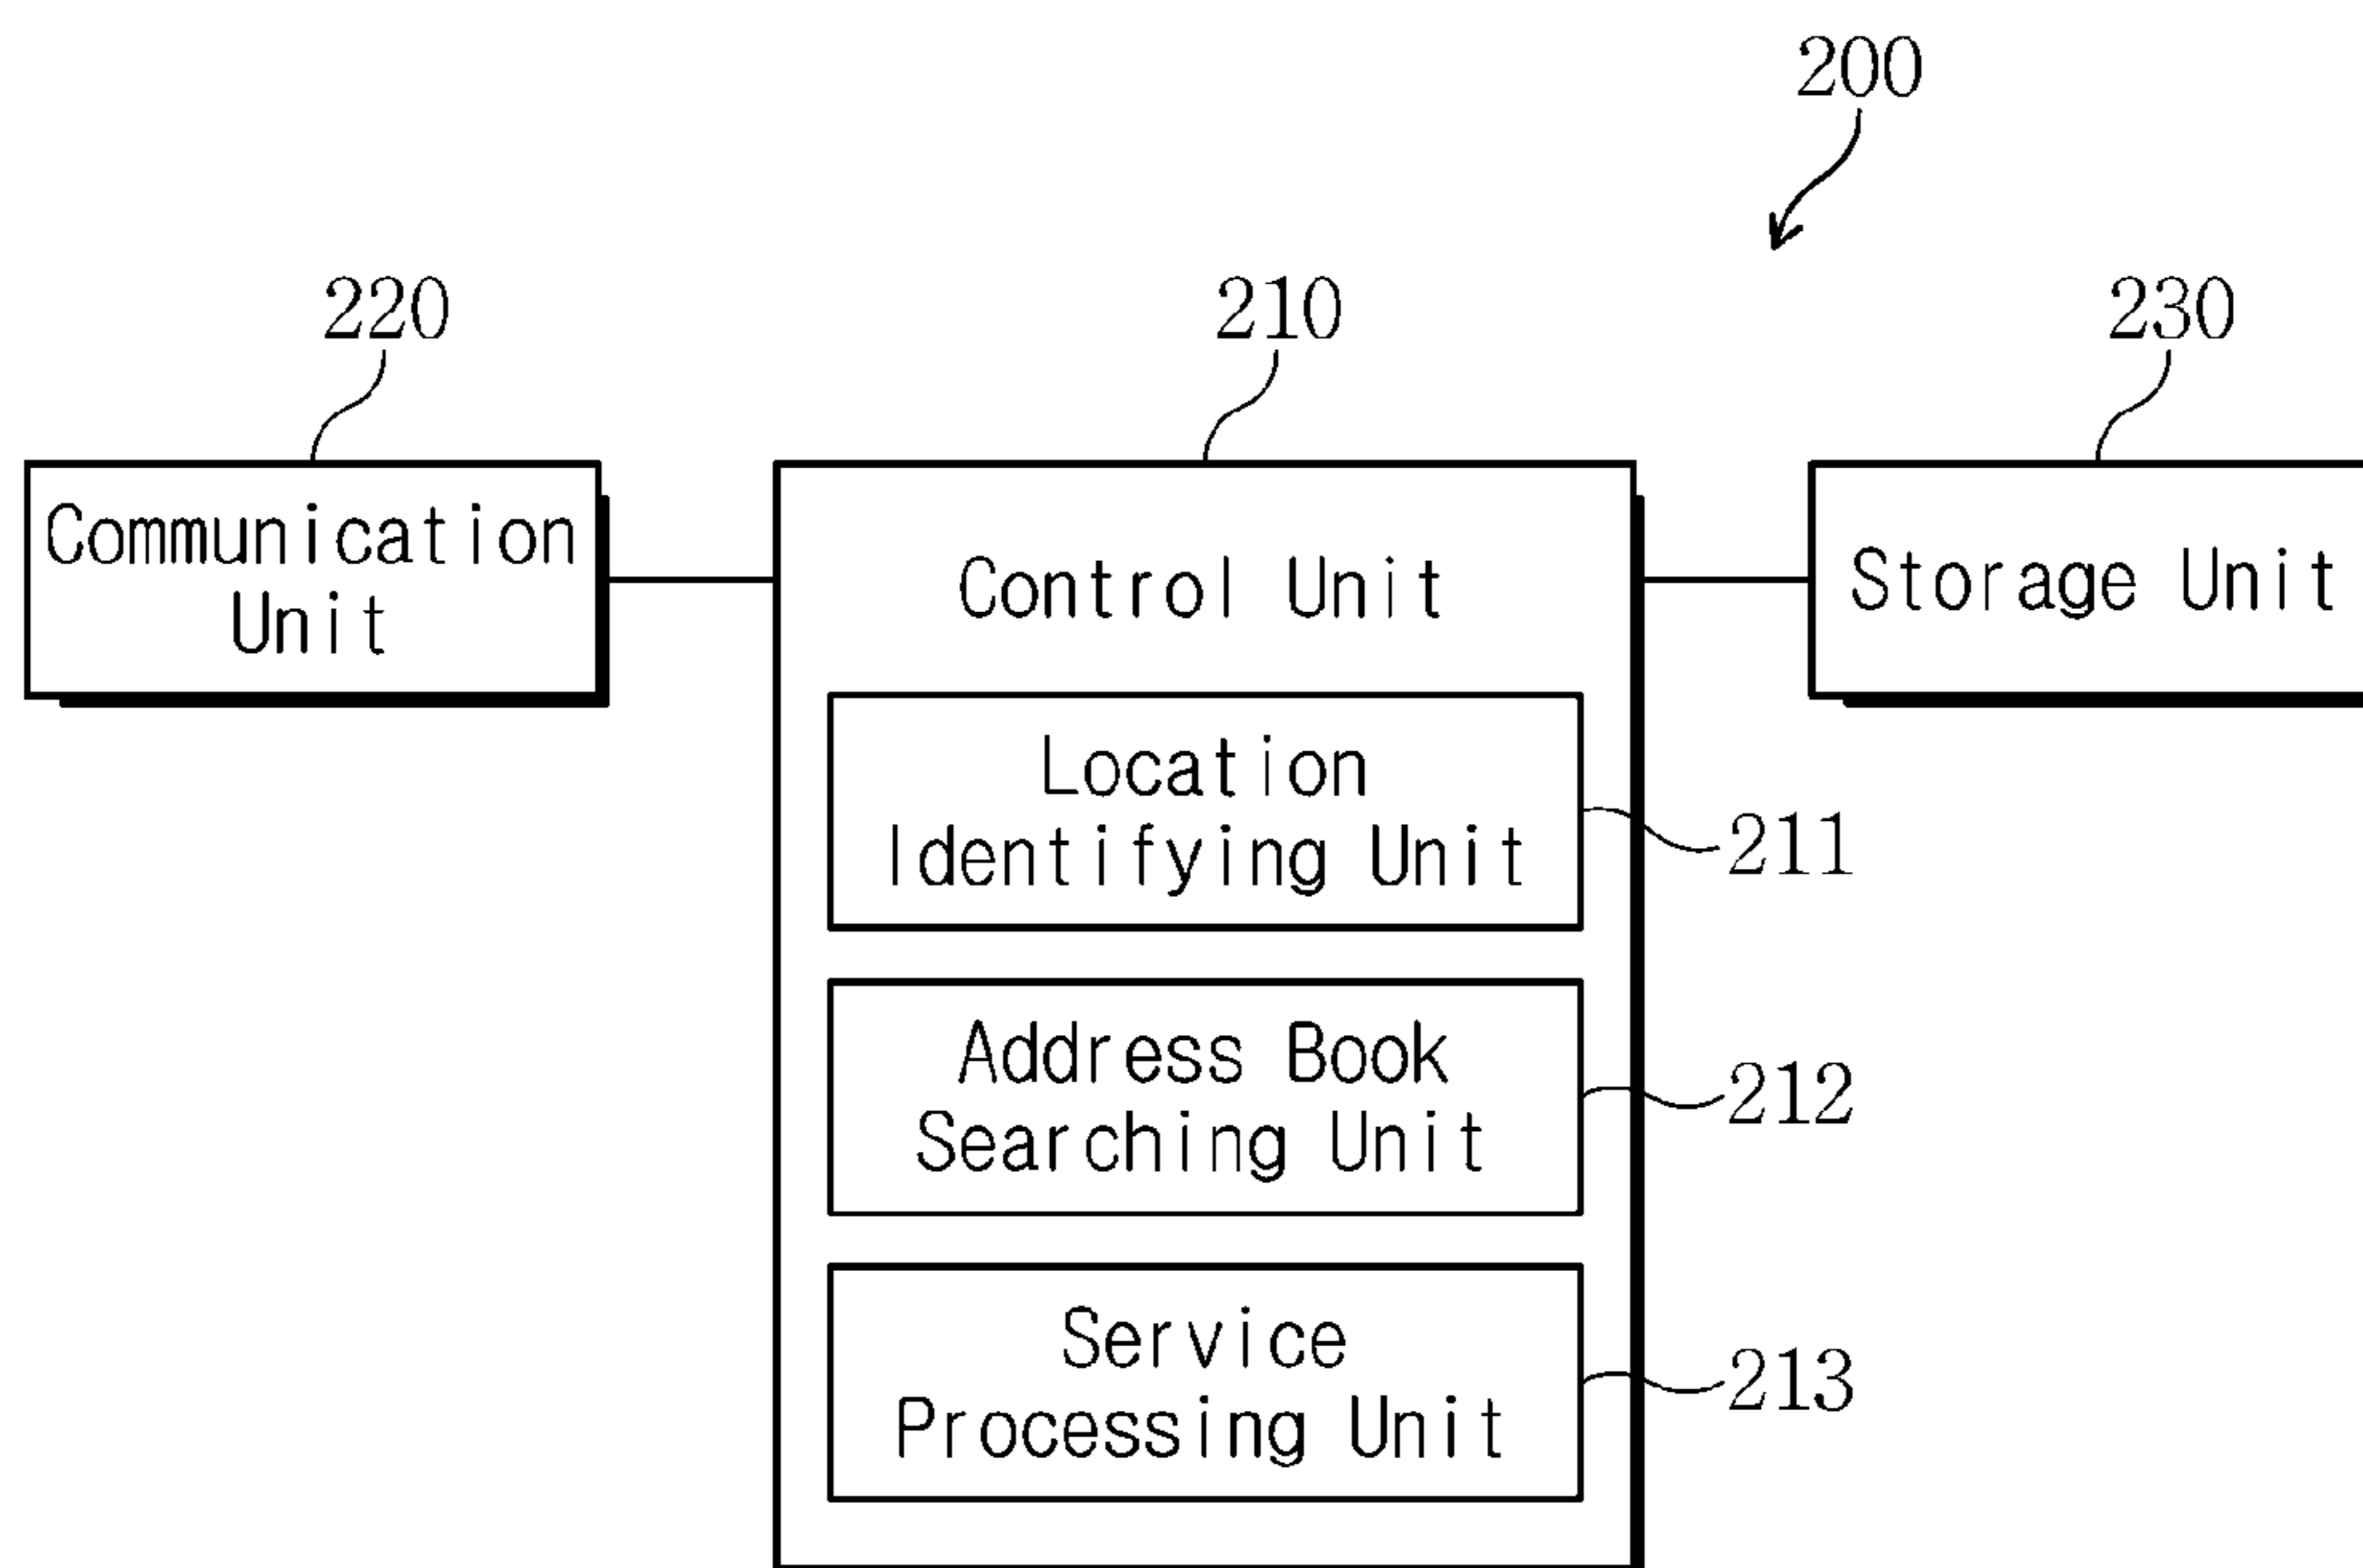 200
220
210
230
Communication
Unit
Control Unit
Storage Unit
Location
Identifying Unit
211
Address Book
Searching Unit
212
Service
Processing Unit
213